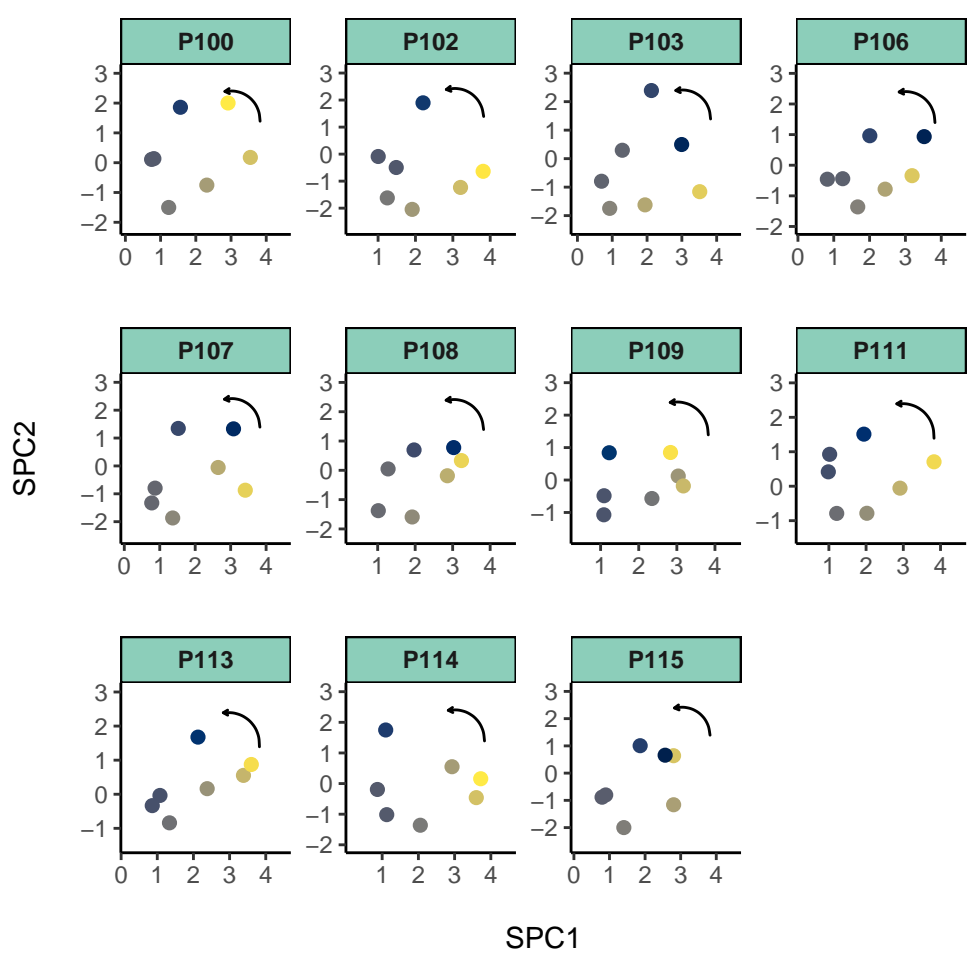 P100 P102 P103 P106
3 3 3 3
2 2 2 2
1 1 1 1
0 0 0 0
−1 −1 −1 −1
−2 −2 −2 −2
0 1 2 3 4 1 2 3 4 0 1 2 3 4 0 1 2 3 4
P107 P108 P109 P111
3 3 3 3
2 2 2 2
1 1 1 1
0 0 0 0
−1 −1 −1 −1
−2 −2
0 1 2 3 4 1 2 3 4 1 2 3 4 1 2 3 4
SPC2
P113 P114 P115
3 3 3
2 2 2
1 1 1
0 0 0
−1 −1 −1
−2 −2
0 1 2 3 4 1 2 3 4 0 1 2 3 4
SPC1